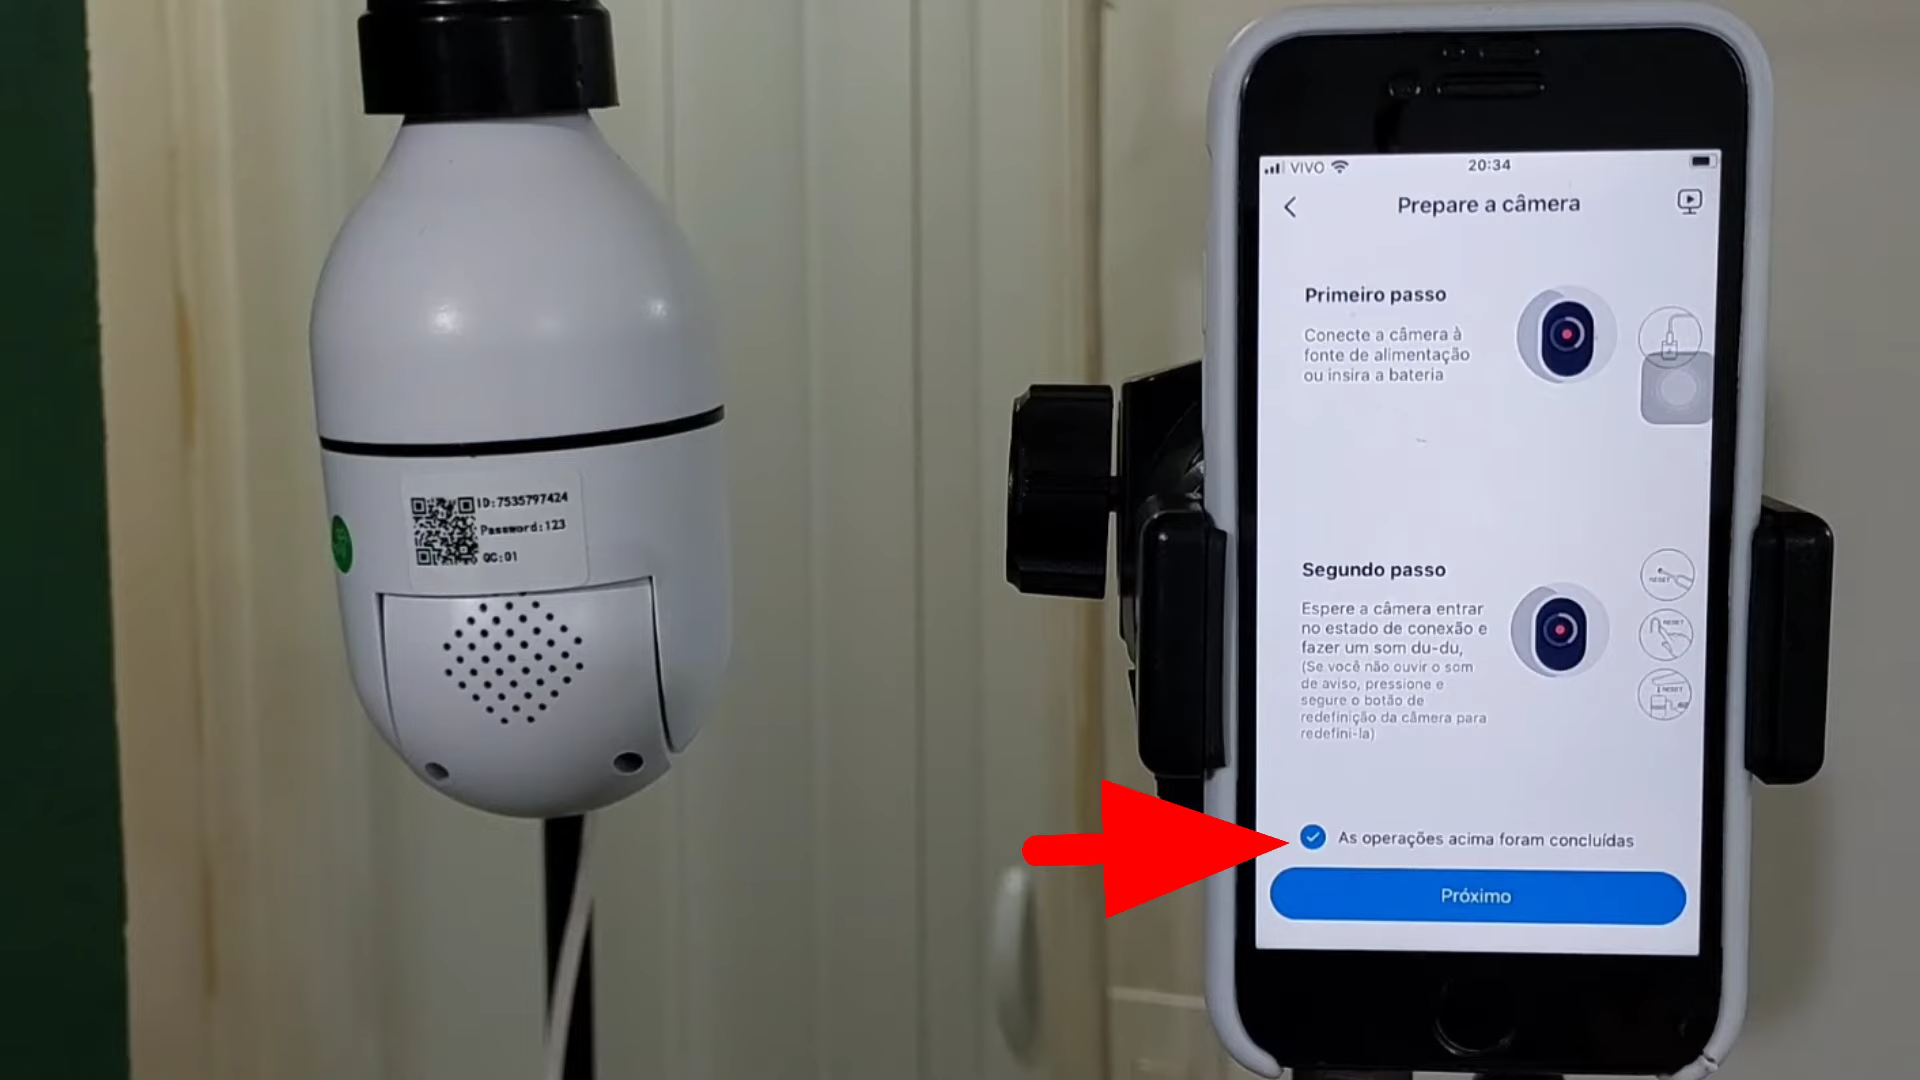 ID:7535797424
Password:123
QC:01
VIVO
20:34
Prepare a câmera
Primeiro passo
Conecte a câmera à
fonte de alimentação
ou insira a bateria
Segundo passo
Espere a câmera entrar
no estado de conexão e
fazer um som du-du,
(Se você não ouvir o som
de aviso, pressione e
segure o botão de
redefinição da câmera para
redefini-la)
RESET
RESET
RESET
As operações acima foram concluídas
Próximo